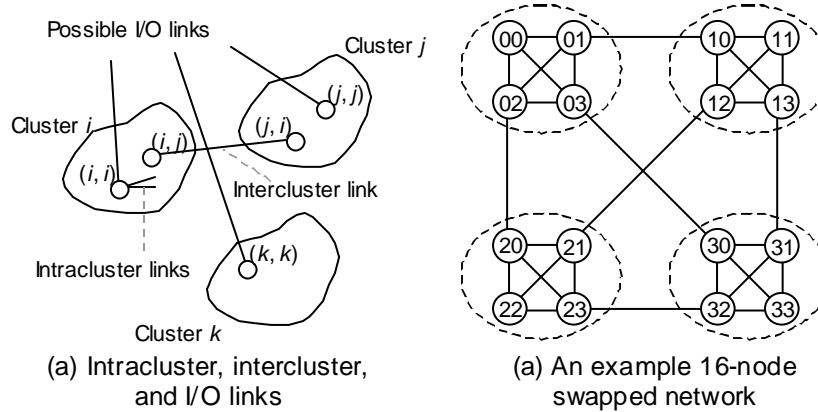 Possible I/O links
Cluster j
(j, j)
Cluster i
(i, j)
(j, i)
(i, i)
Intercluster link
(k, k)
Intracluster links
Cluster k
(a) Intracluster, intercluster,
and I/O links
00 01 10 11
02 03 12 13
20 21 30 31
22 23 32 33
(a) An example 16-node
swapped network